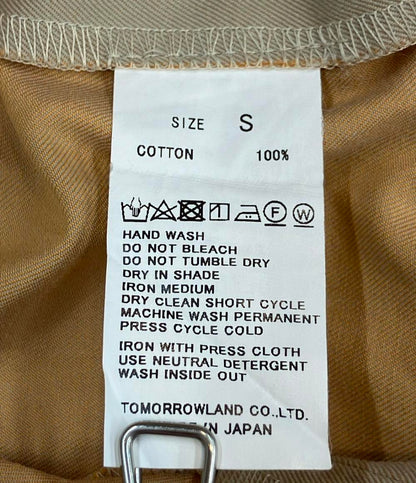 SIZE S
COTTON 100%
F W
HAND WASH
DO NOT BLEACH
DO NOT TUMBLE DRY
DRY IN SHADE
IRON MEDIUM
DRY CLEAN SHORT CYCLE
MACHINE WASH PERMANENT
PRESS CYCLE COLD
IRON WITH PRESS CLOTH
USE NEUTRAL DETERGENT
WASH INSIDE OUT
TOMORROWLAND CO.,LTD.
IN JAPAN